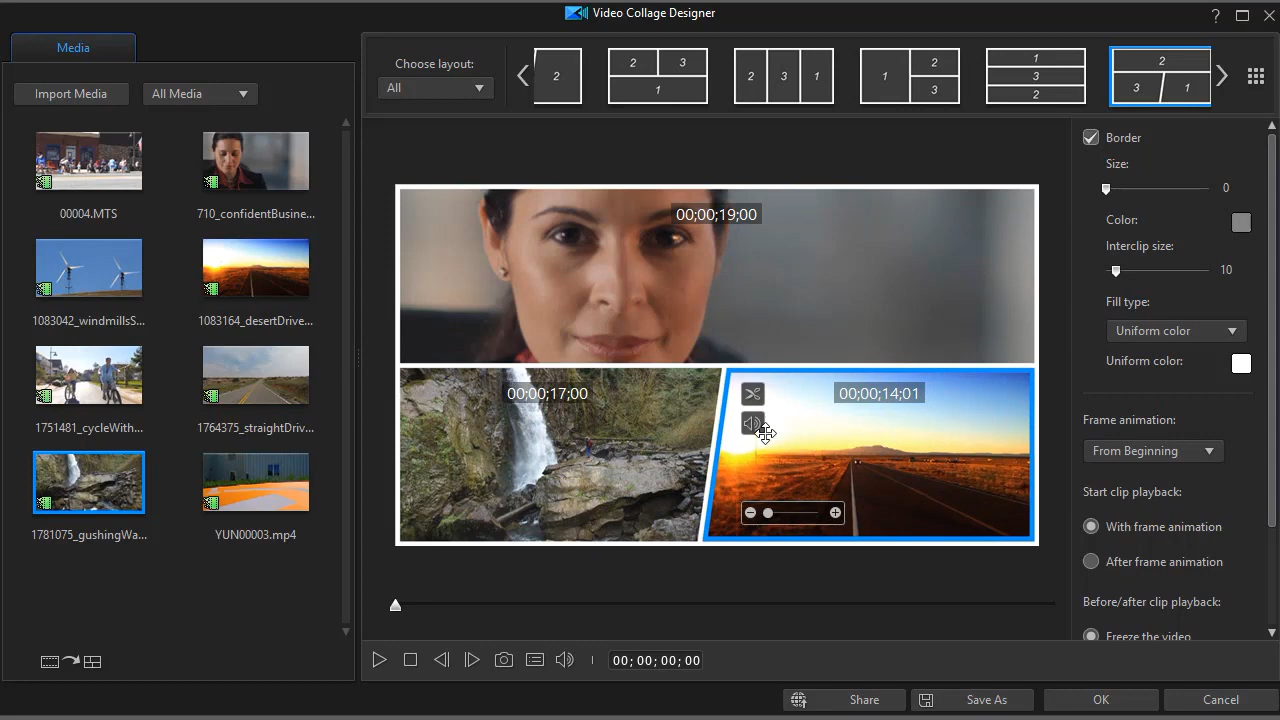 Video Collage Designer
?
Media
Import Media
All Media
00004.MTS
710_confidentBusine...
1083042_windmillsS...
1083164_desertDrive...
1751481_cycleWith...
1764375_straightDriv...
1781075_gushingWa...
YUN00003.mp4
Choose layout:
All
2
2 3
1
2 3 1
1 2
3
1
3
2
2
3 1
00;00;19;00
00;00;17;00
00;00;14;01
Border
Size:
0
Color:
Interclip size:
10
Fill type:
Uniform color
Uniform color:
Frame animation:
From Beginning
Start clip playback:
With frame animation
After frame animation
Before/after clip playback:
Freeze the video
00; 00; 00; 00
Share
Save As
OK
Cancel